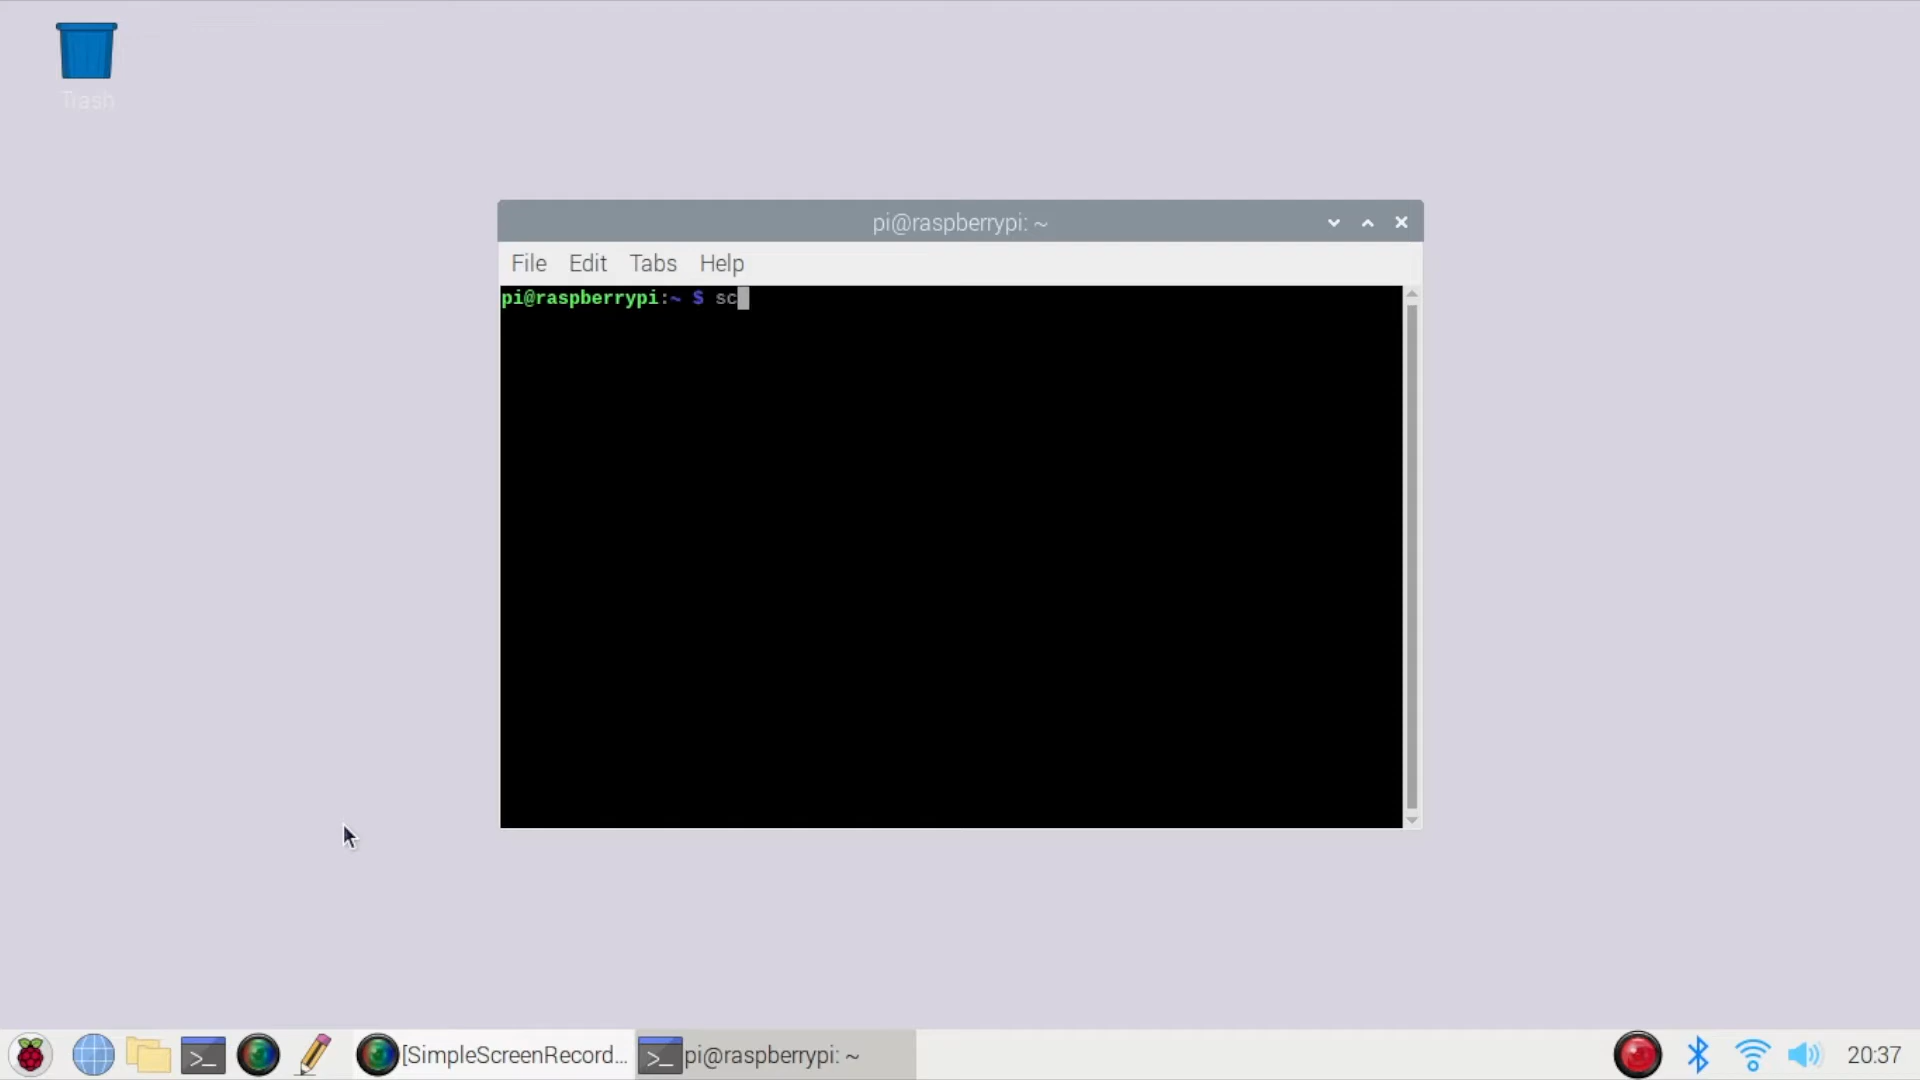 Trash
pi@raspberrypi: ~
File Edit Tabs Help
pi@raspberrypi:~ $ sc
[SimpleScreenRecord... pi@raspberrypi: ~ 20:37